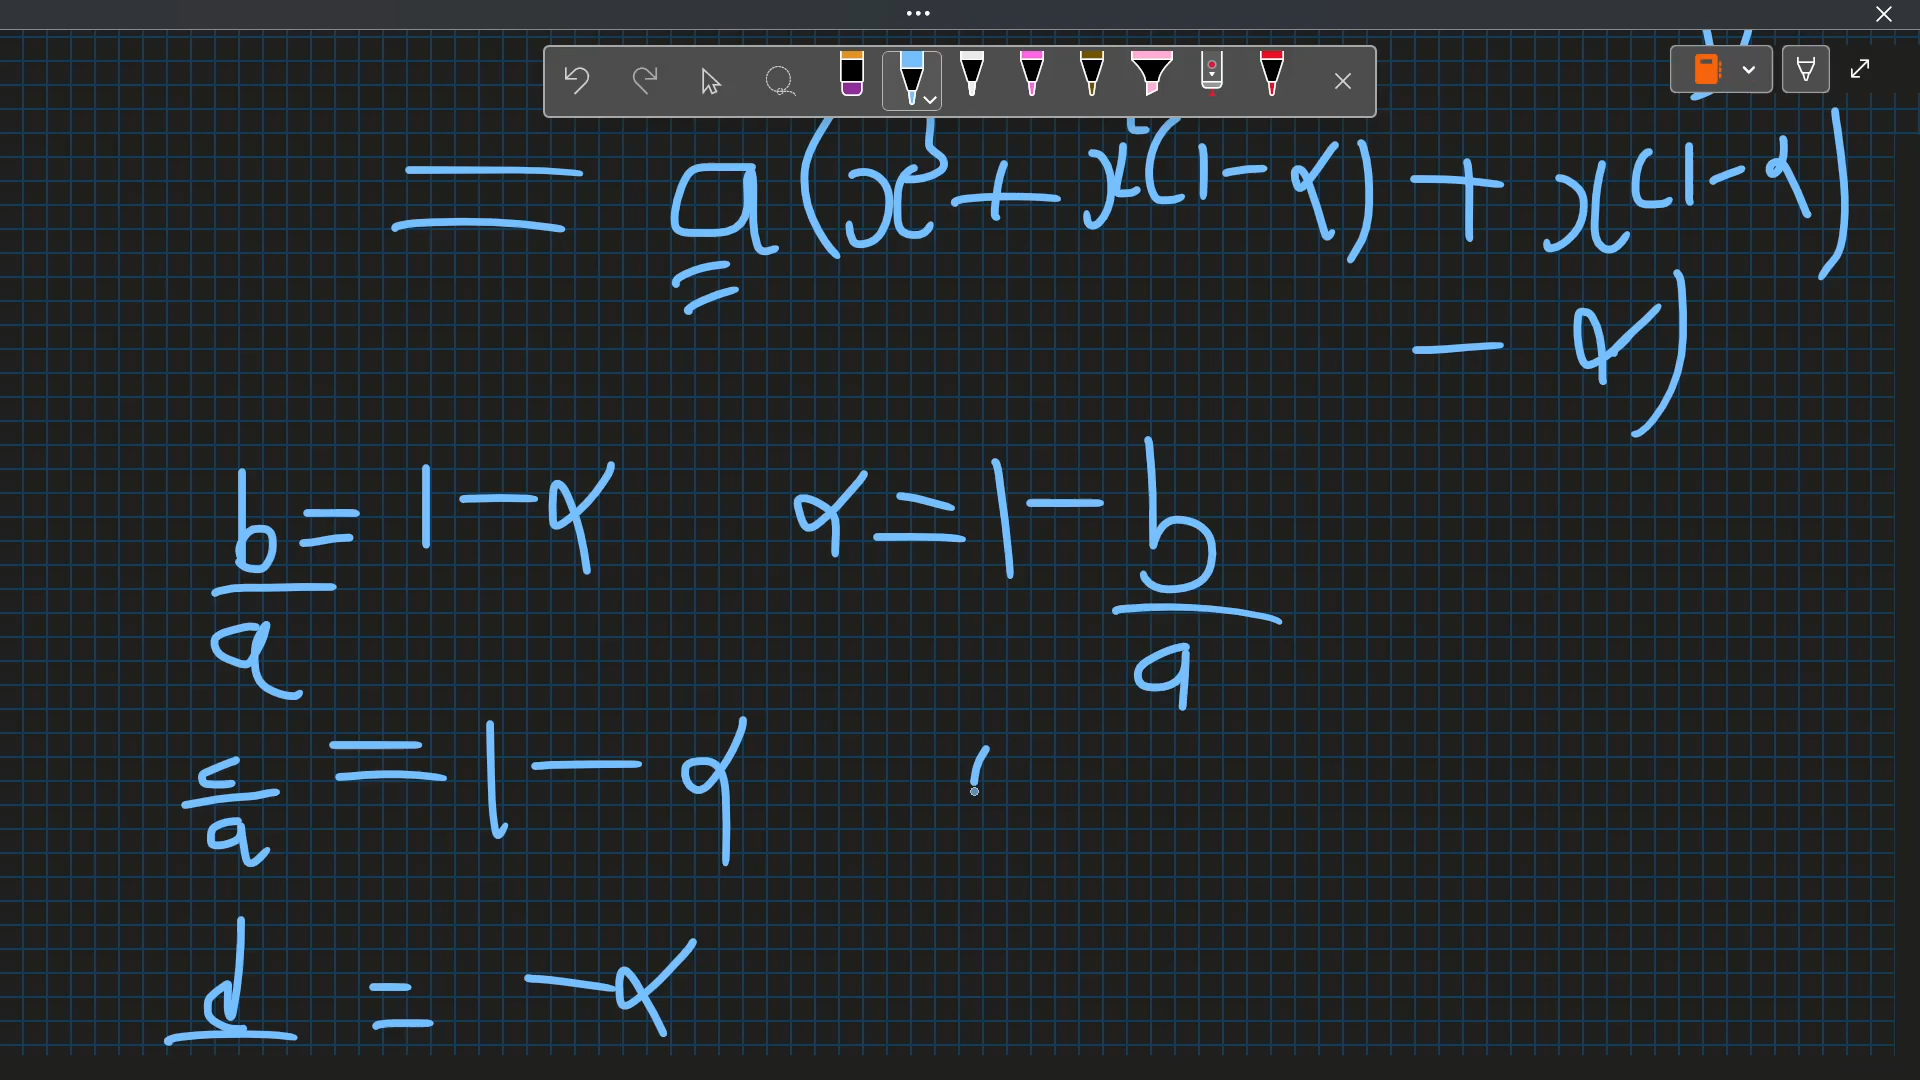 = a(x³ + x²(1-α) + x(1-α)
- α)
b/a = 1-α α = 1 - b/a
c/a = 1 - α
d = -α